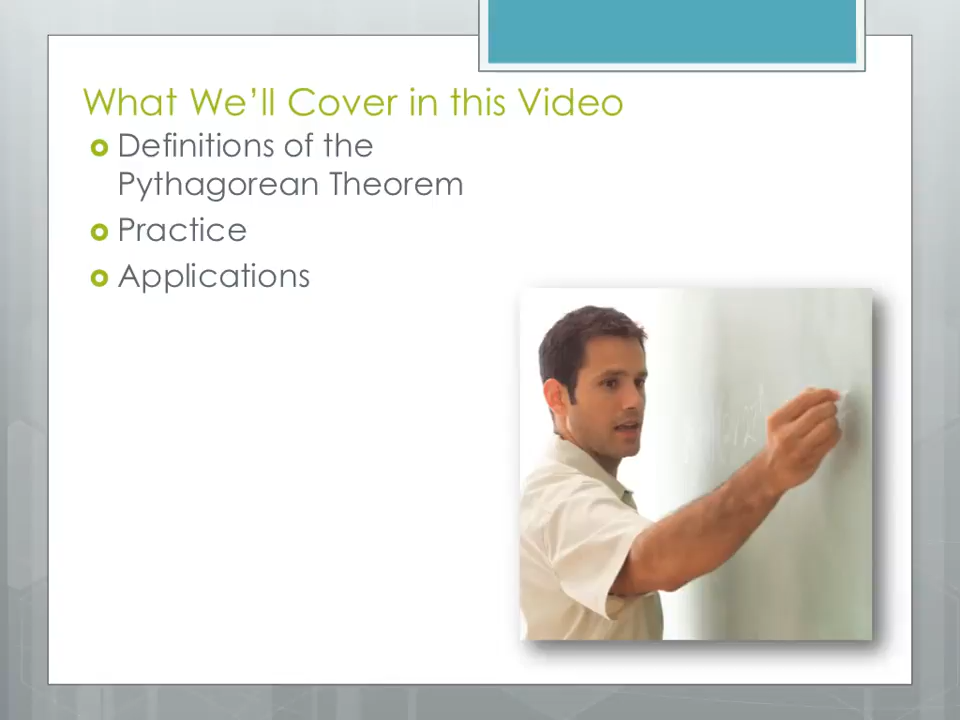 What We’ll Cover in this Video
Definitions of the
Pythagorean Theorem
Practice
Applications